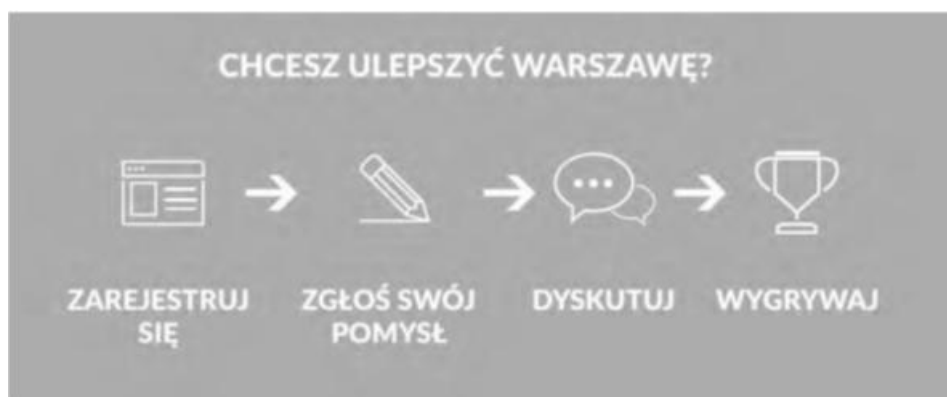 CHCESZ ULEPSZYĆ WARSZAWĘ?
ZAREJESTRUJ
SIĘ
ZGŁOŚ SWÓJ
POMYSŁ
DYSKUTUJ
WYGRYWAJ